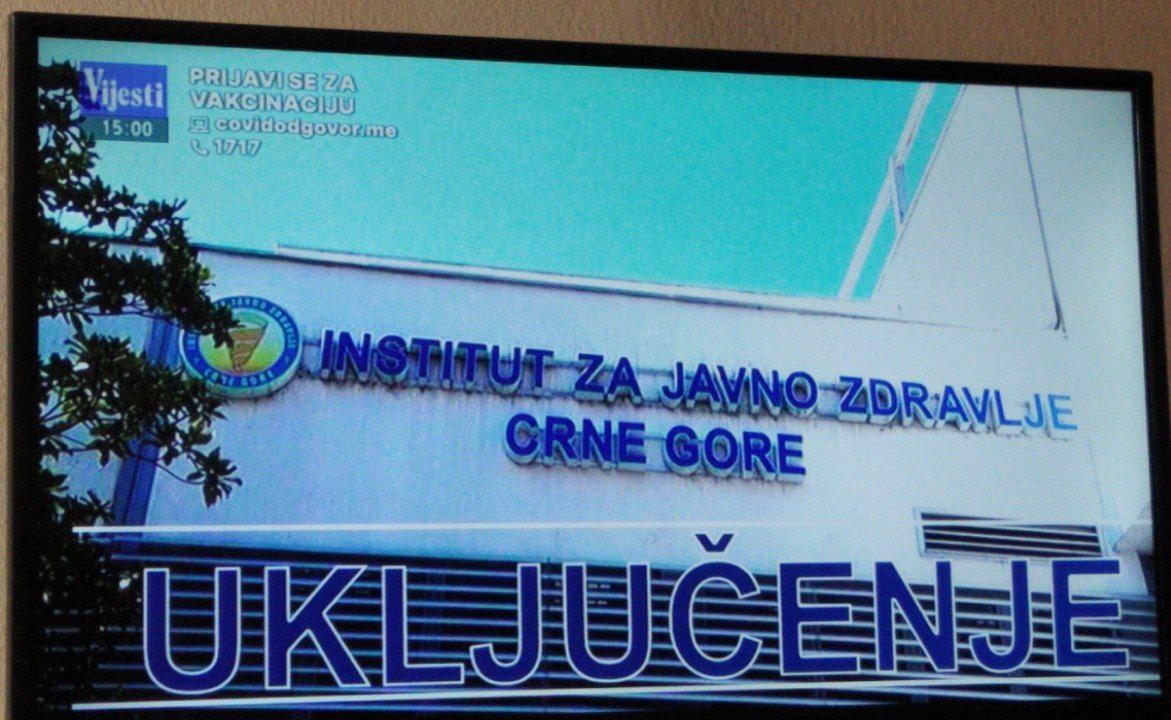 Vijesti
15:00
PRIJAVI SE ZA
VAKCINACIJU
covidodgovor.me
1717
INSTITUT ZA JAVNO ZDRAVLJE
CRNE GORE
UKLJUČENJE